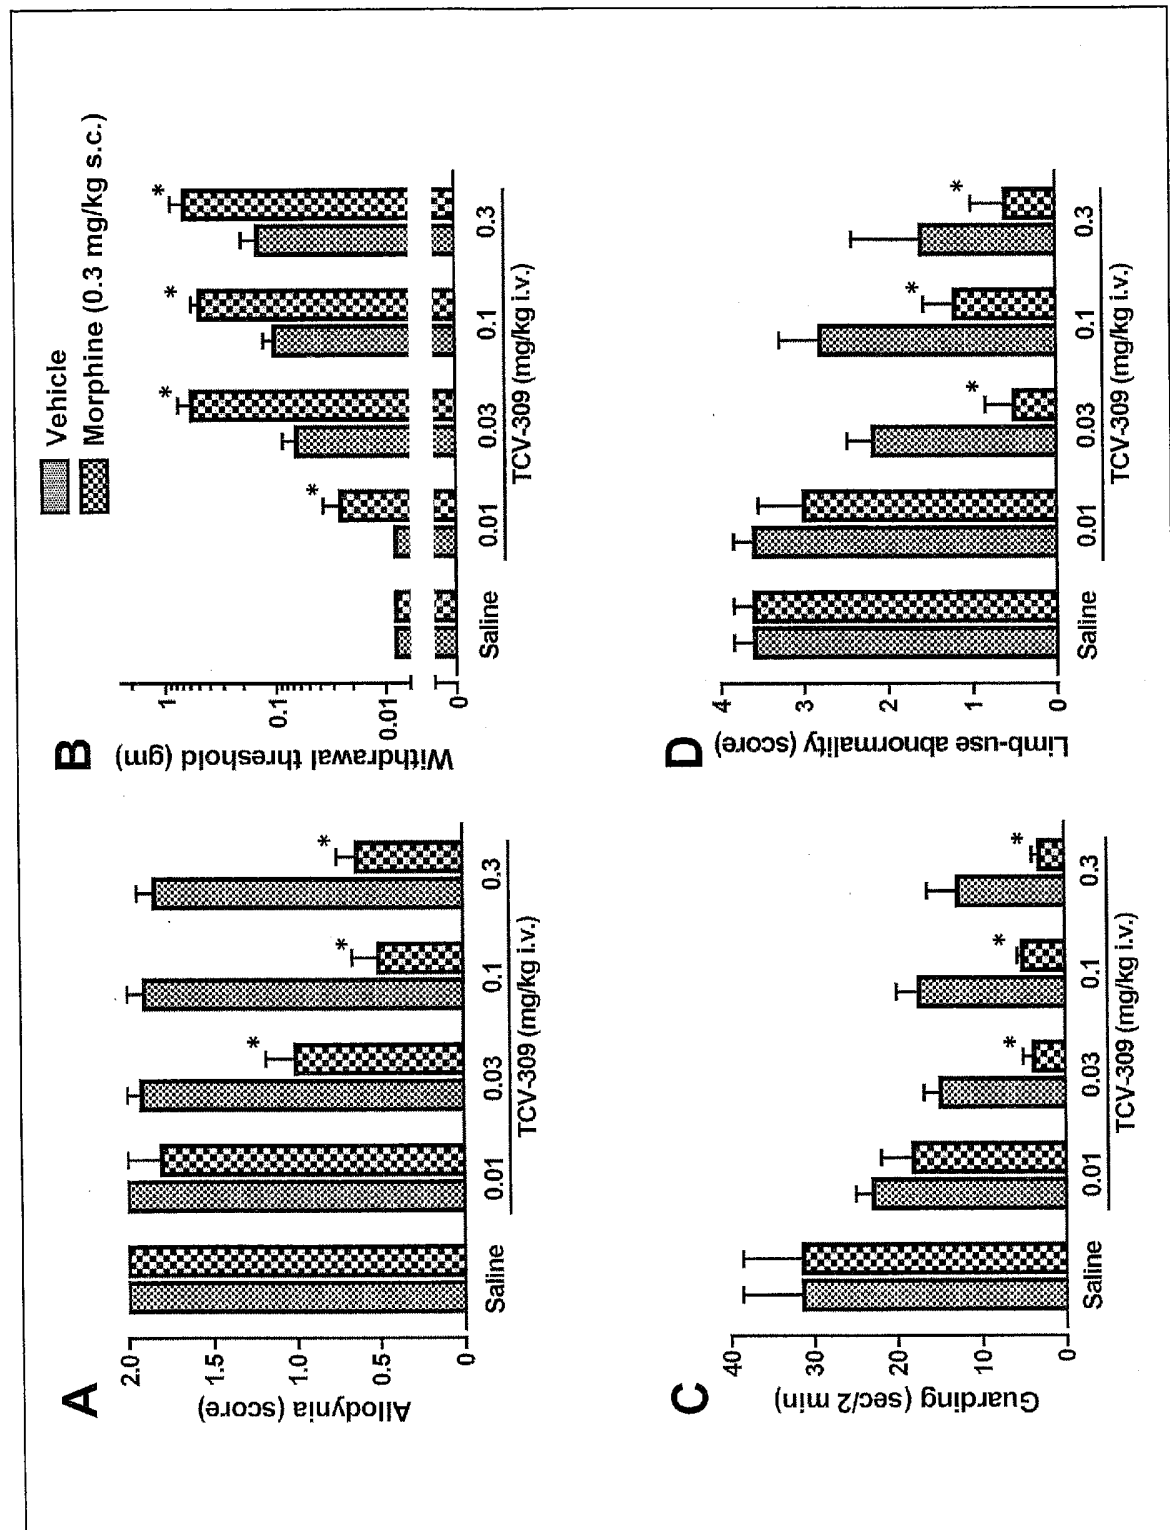 Vehicle
Morphine (0.3 mg/kg s.c.)
A
Allodynia (score)
2.0
1.5
1.0
0.5
0
*
*
*
Saline
0.01
0.03
0.1
0.3
TCV-309 (mg/kg i.v.)
B
Withdrawal threshold (gm)
1
0.1
0.01
0
*
*
*
*
Saline
0.01
0.03
0.1
0.3
TCV-309 (mg/kg i.v.)
C
Guarding (sec/2 min)
40
30
20
10
0
*
*
*
Saline
0.01
0.03
0.1
0.3
TCV-309 (mg/kg i.v.)
D
Limb-use abnormality (score)
4
3
2
1
0
*
*
*
Saline
0.01
0.03
0.1
0.3
TCV-309 (mg/kg i.v.)